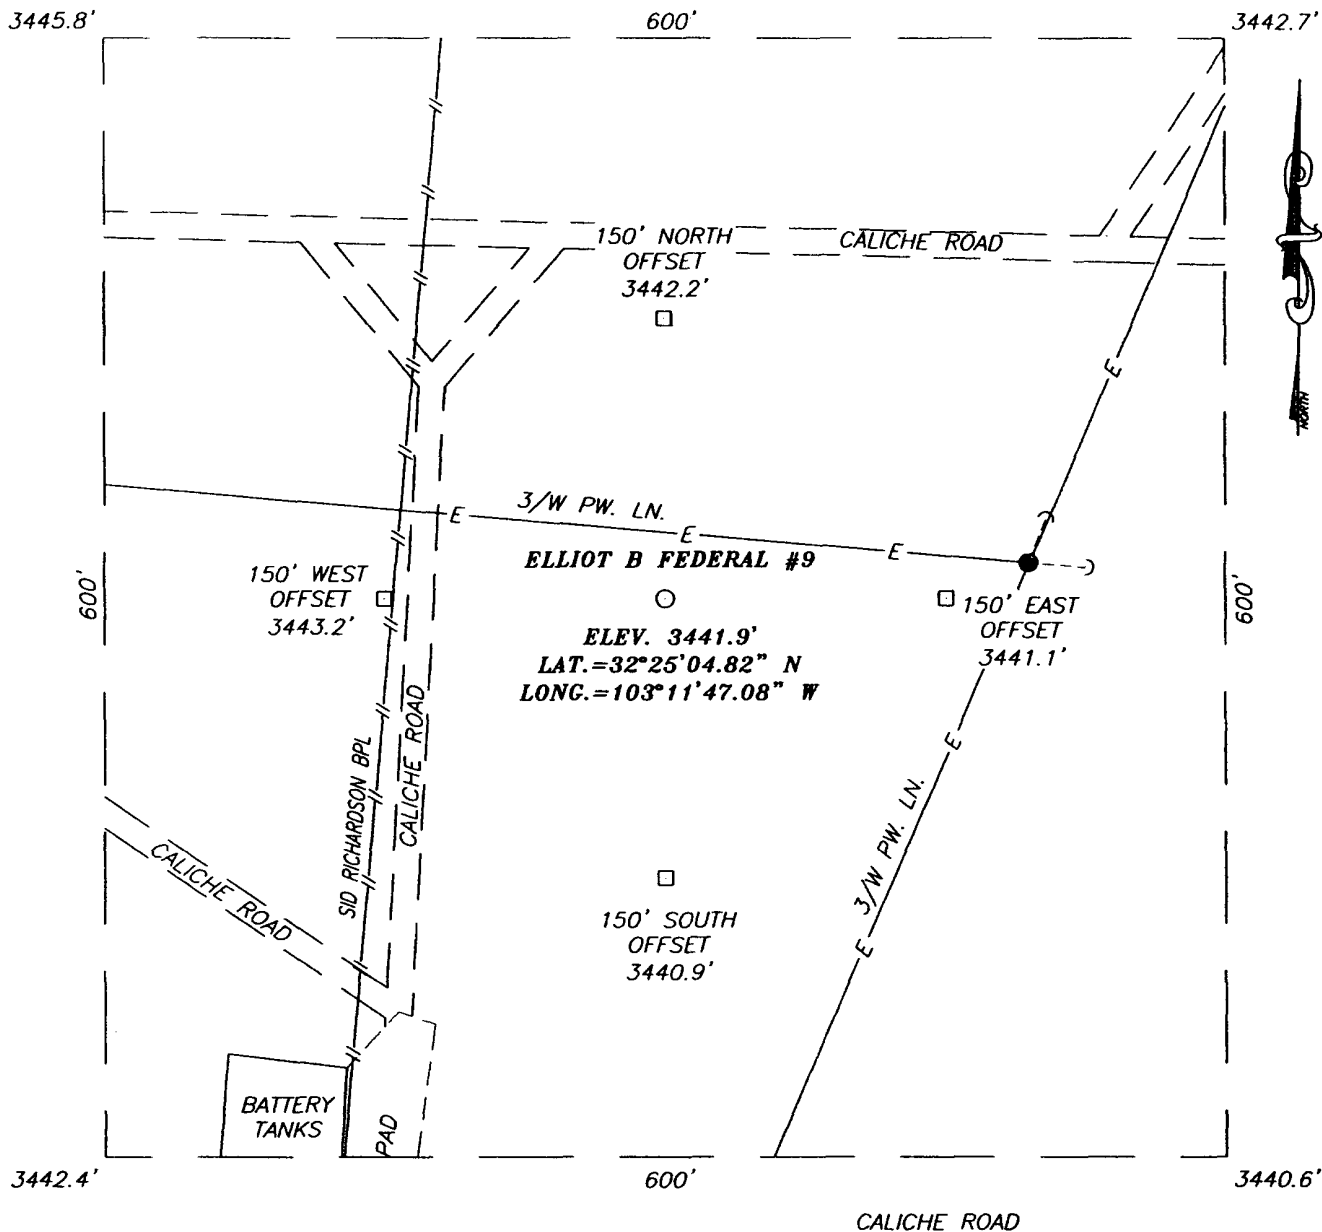 3445.8'
600'
3442.7'
150' NORTH
OFFSET
3442.2'
CALICHE ROAD
NORTH
E
3/W PW. LN.
E
E
E
ELLIOT B FEDERAL #9
150' WEST
OFFSET
3443.2'
600'
600'
150' EAST
OFFSET
3441.1'
ELEV. 3441.9'
LAT.=32°25'04.82" N
LONG.=103°11'47.08" W
SID RICHARDSON BPL
CALICHE ROAD
E
3/W PW. LN.
E
CALICHE ROAD
150' SOUTH
OFFSET
3440.9'
BATTERY
TANKS
PAD
3442.4'
600'
3440.6'
CALICHE ROAD